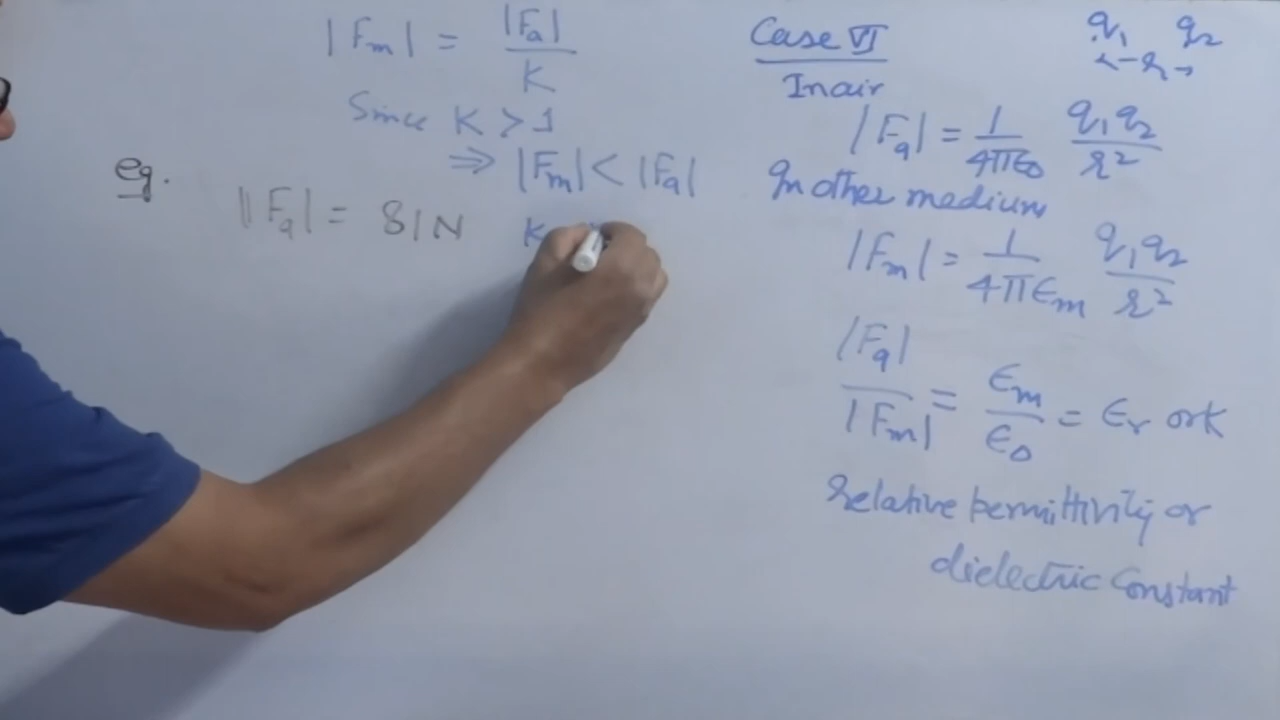 |Fm| = |Fa| / K
Since K > 1
⇒ |Fm| < |Fa|
eg.
|Fa| = 81N K
Case VI
In air
q1 q2
←r→
|Fa| = 1/4πϵ0 q1q2/r²
In other medium
|Fm| = 1/4πϵm q1q2/r²
|Fa| / |Fm| = ϵm/ϵ0 = ϵr or K
relative permittivity or
dielectric Constant